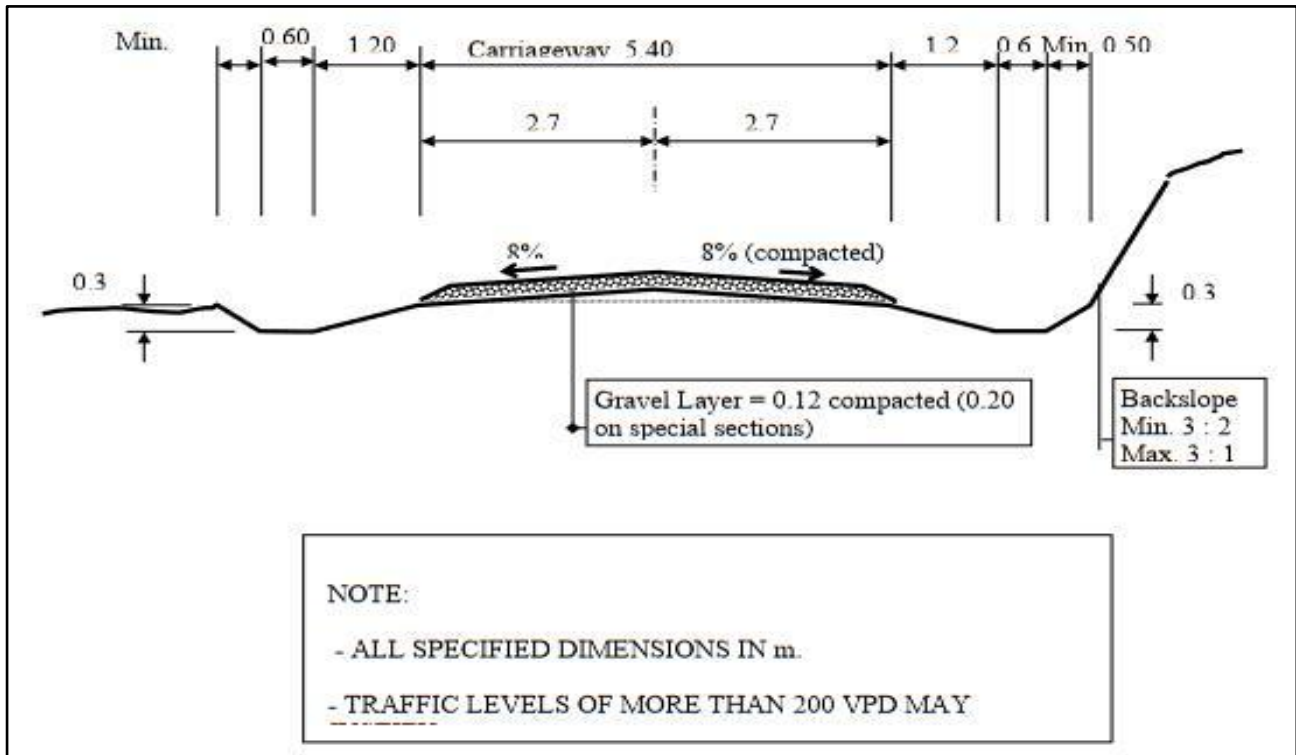 Min.
0.60
1.20
Carriageway 5.40
1.2
0.6
Min. 0.50
2.7
2.7
8%
8% (compacted)
0.3
0.3
Gravel Layer = 0.12 compacted (0.20
on special sections)
Backslope
Min. 3 : 2
Max. 3 : 1
NOTE:
- ALL SPECIFIED DIMENSIONS IN m.
- TRAFFIC LEVELS OF MORE THAN 200 VPD MAY